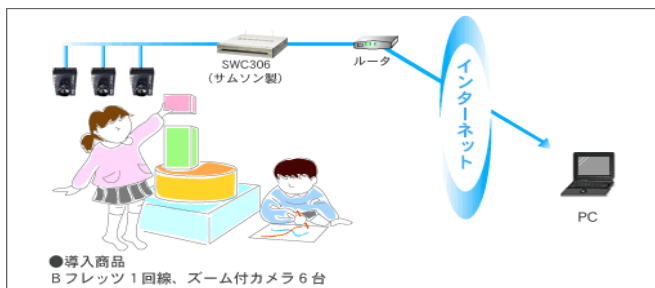 SWC306
（サムソン製）
ルータ
インターネット
PC
●導入商品
Ｂフレッツ１回線、ズーム付カメラ６台